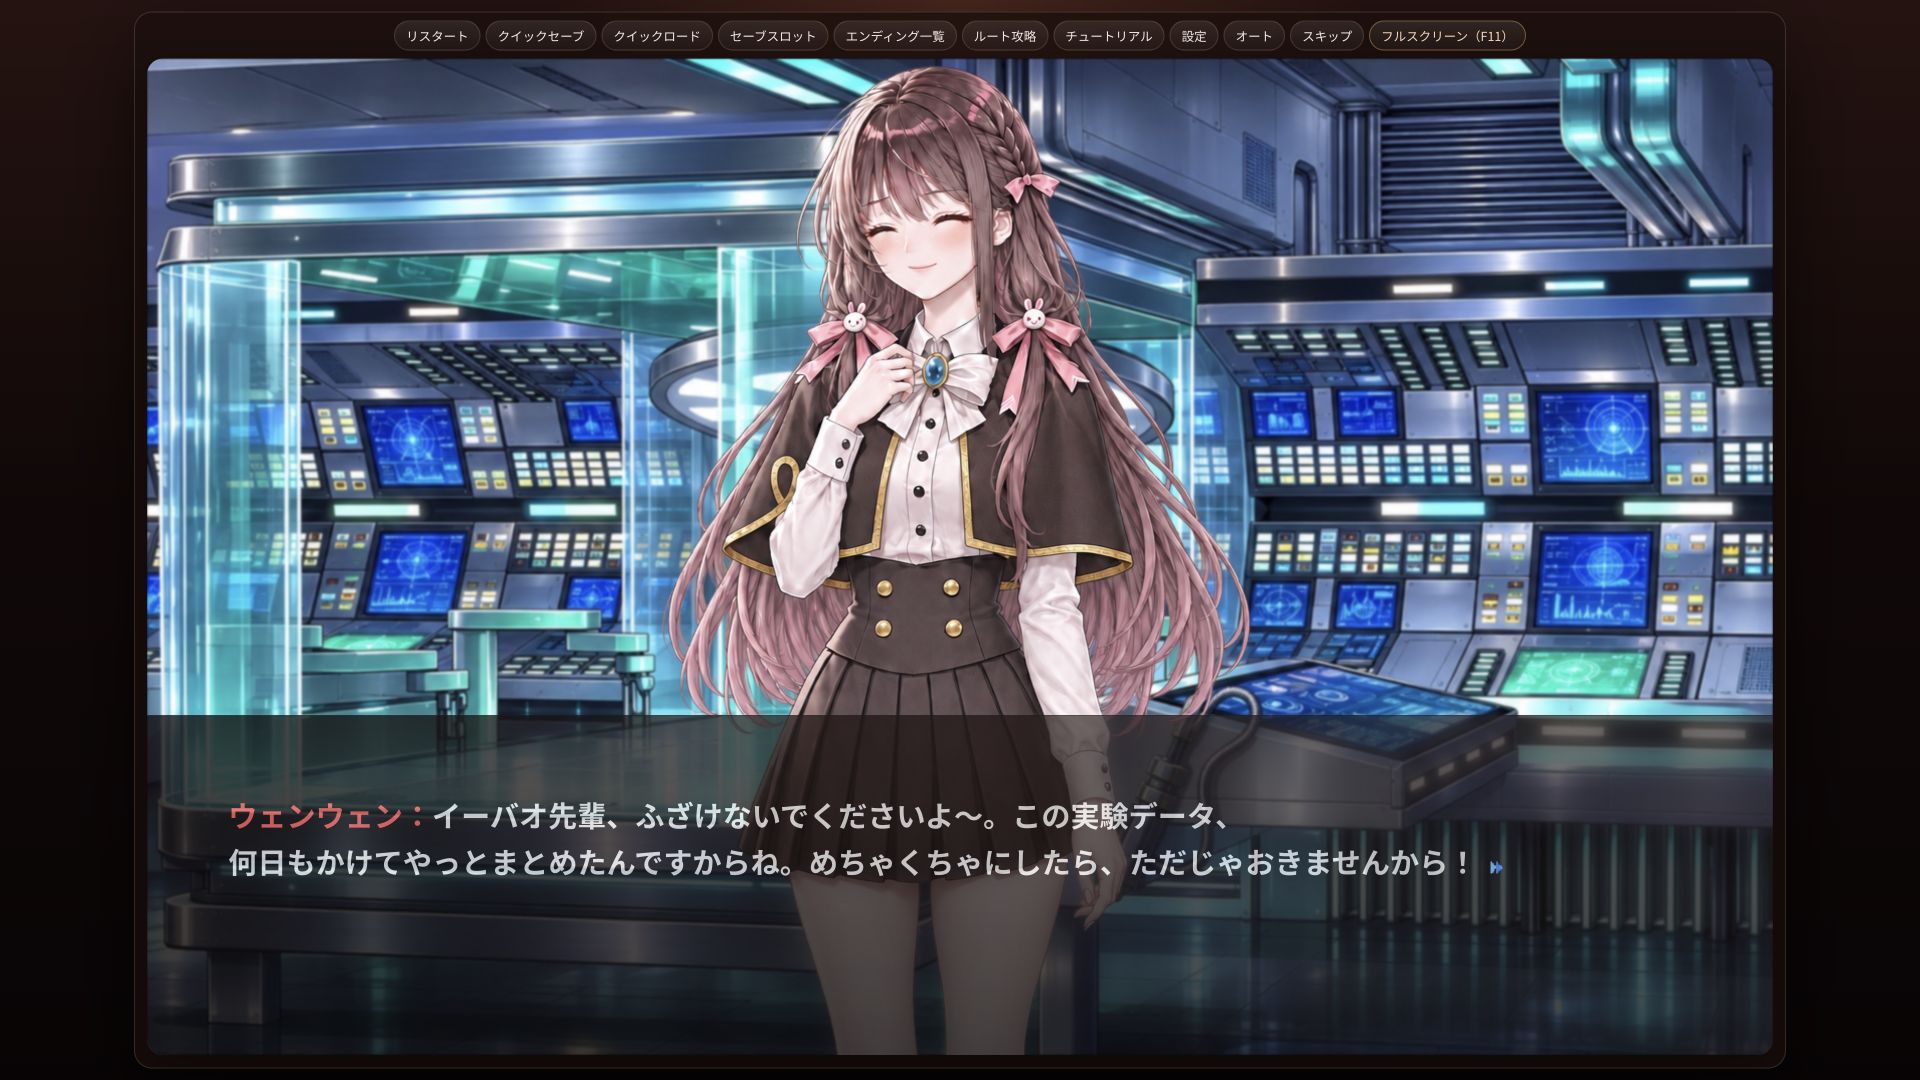 リスタート
クイックセーブ
クイックロード
セーブスロット
エンディング一覧
ルート攻略
チュートリアル
設定
オート
スキップ
フルスクリーン（F11）
ウェンウェン：イーバオ先輩、ふざけないでくださいよ～。この実験データ、
何日もかけてやっとまとめたんですからね。めちゃくちゃにしたら、ただじゃおきませんから！